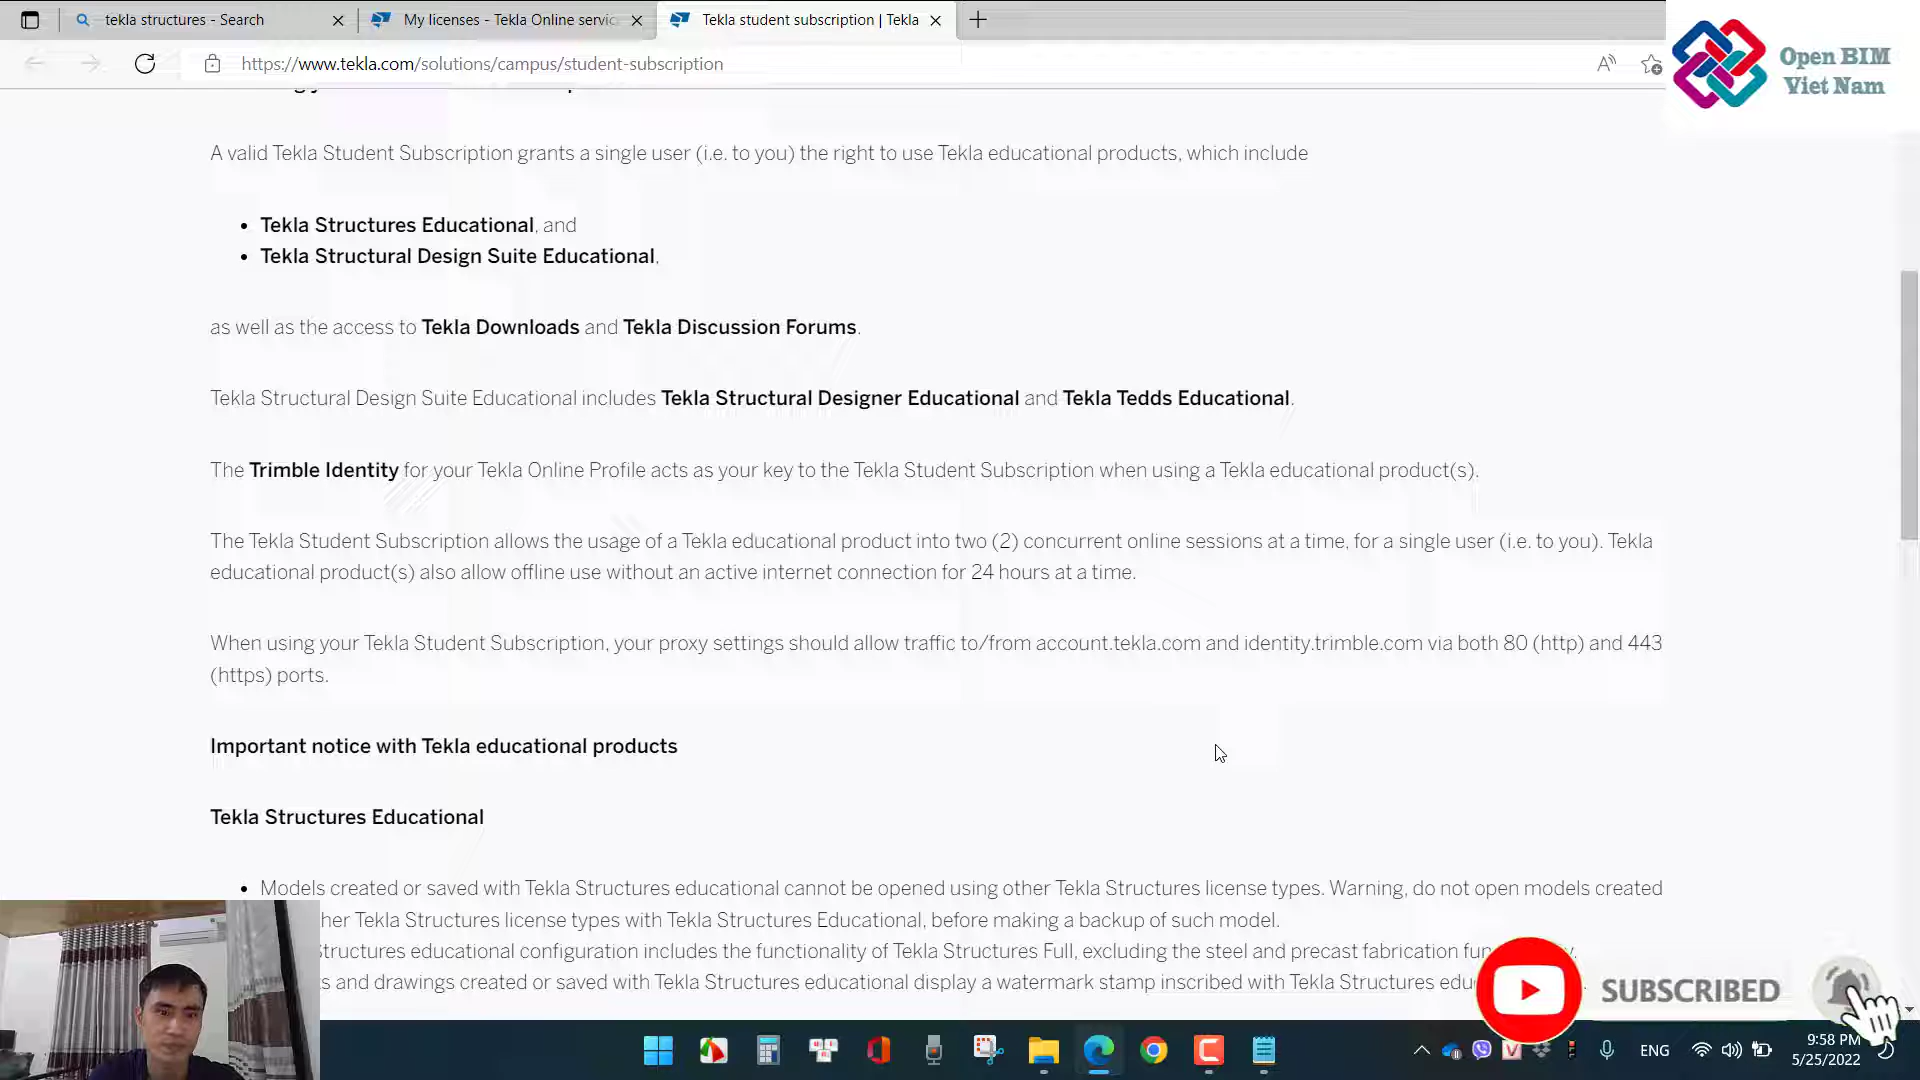 tekla structures - Search
My licenses - Tekla Online servic
Tekla student subscription | Tekla
https://www.tekla.com/solutions/campus/student-subscription
Open BIM
Viet Nam
A valid Tekla Student Subscription grants a single user (i.e. to you) the right to use Tekla educational products, which include
Tekla Structures Educational, and
Tekla Structural Design Suite Educational,
as well as the access to Tekla Downloads and Tekla Discussion Forums.
Tekla Structural Design Suite Educational includes Tekla Structural Designer Educational and Tekla Tedds Educational.
The Trimble Identity for your Tekla Online Profile acts as your key to the Tekla Student Subscription when using a Tekla educational product(s).
The Tekla Student Subscription allows the usage of a Tekla educational product into two (2) concurrent online sessions at a time, for a single user (i.e. to you). Tekla
educational product(s) also allow offline use without an active internet connection for 24 hours at a time.
When using your Tekla Student Subscription, your proxy settings should allow traffic to/from account.tekla.com and identity.trimble.com via both 80 (http) and 443
(https) ports.
Important notice with Tekla educational products
Tekla Structures Educational
Models created or saved with Tekla Structures educational cannot be opened using other Tekla Structures license types. Warning, do not open models created
ther Tekla Structures license types with Tekla Structures Educational, before making a backup of such model.
Structures educational configuration includes the functionality of Tekla Structures Full, excluding the steel and precast fabrication
and drawings created or saved with Tekla Structures educational display a watermark stamp inscribed with Tekla Structures
SUBSCRIBED
ENG
9:58 PM
5/25/2022